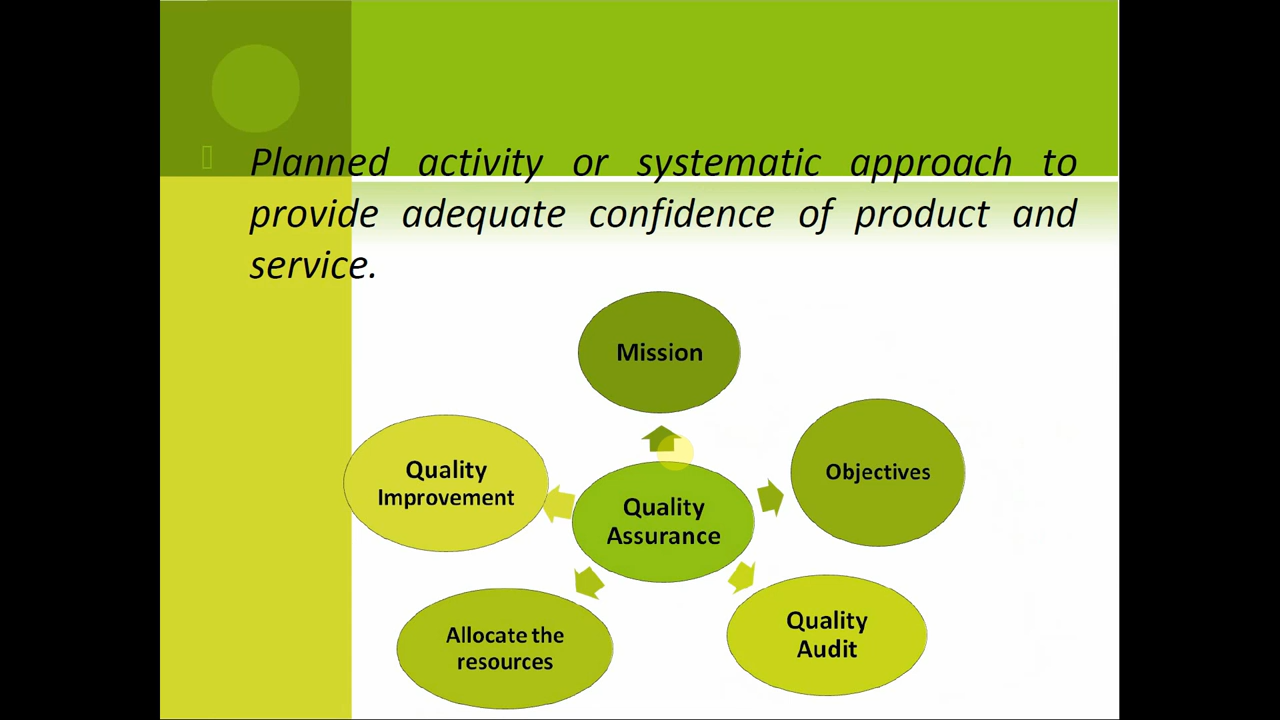 Planned activity or systematic approach to
provide adequate confidence of product and
service.
Mission
Quality
Improvement
Objectives
Quality
Assurance
Allocate the
resources
Quality
Audit